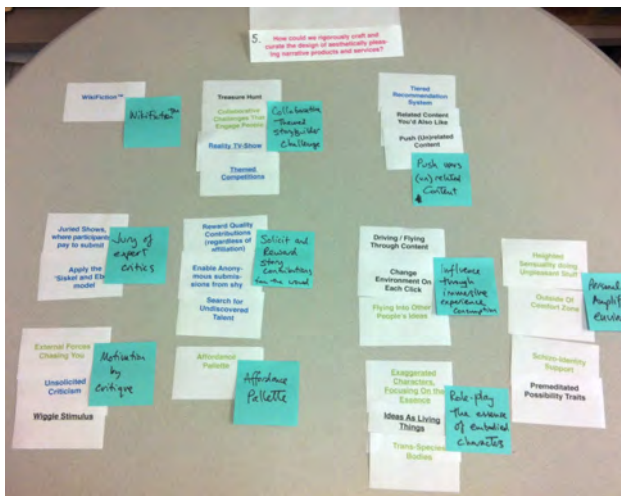 5.
How could we rigorously craft and
curate the design of aesthetically pleas-
ing narrative products and services?
WikiFiction™
WikiFiction™
Treasure Hunt
Collaborative
Challenges That
Engage People
Reality TV-Show
Themed
Competitions
Collaborative
Themed
storybuilder
challenge
Tiered
Recommendation
System
Related Content
You'd Also Like
Push (Un)related
Content
Push users
(un) related
Content
Juried Shows,
where participants
pay to submit
Apply the
"Siskel and Eb
model
Jury of
expert
critics
Reward Quality
Contributions
(regardless of
affiliation)
Enable Anony-
mous submis-
sions from shy
Search for
Undiscovered
Talent
Solicit and
Reward
story
contributions
from the
Driving / Flying
Through Content
Change
Environment On
Each Click
Flying Into Other
People's Ideas
Influence
through
immersive
experience,
consumption
Heighted
Sensuality doing
Unpleasant Stuff
Outside Of
Comfort Zone
Schizo-Identity
Support
Premeditated
Possibility Traits
Personal
Amplif
External Forces
Chasing You
Unsolicited
Criticism
Wiggle Stimulus
Motivation
by
critique
Affordance
Palette
Affordance
Pallette
Exaggerated
Characters,
Focusing On the
Essence
Ideas As Living
Things
Trans-Species
Bodies
Role-play
the essence
of embodied
character